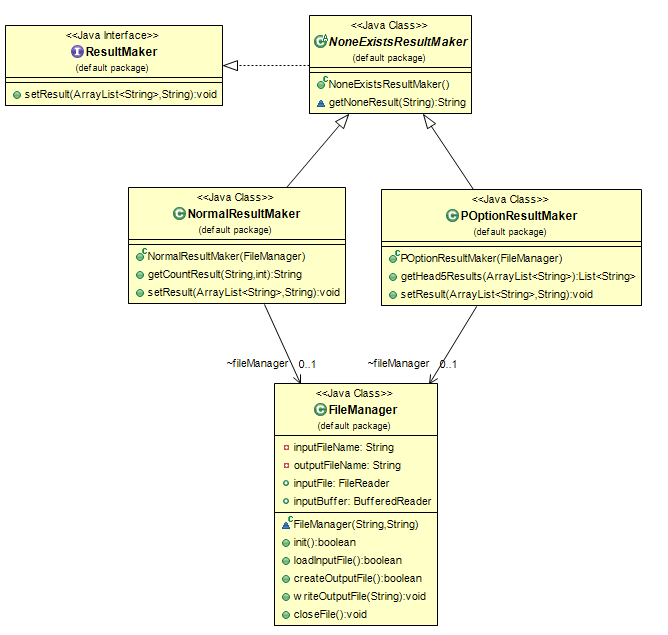 <<Java Interface>>
ResultMaker
(default package)
setResult(ArrayList<String>,String):void
<<Java Class>>
NoneExistsResultMaker
(default package)
NoneExistsResultMaker()
getNoneResult(String):String
<<Java Class>>
NormalResultMaker
(default package)
NormalResultMaker(FileManager)
getCountResult(String,int):String
setResult(ArrayList<String>,String):void
<<Java Class>>
POptionResultMaker
(default package)
POptionResultMaker(FileManager)
getHead5Results(ArrayList<String>):List<String>
setResult(ArrayList<String>,String):void
~fileManager 0..1
~fileManager 0..1
<<Java Class>>
FileManager
(default package)
inputFileName: String
outputFileName: String
inputFile: FileReader
inputBuffer: BufferedReader
FileManager(String,String)
init():boolean
loadInputFile():boolean
createOutputFile():boolean
writeOutputFile(String):void
closeFile():void